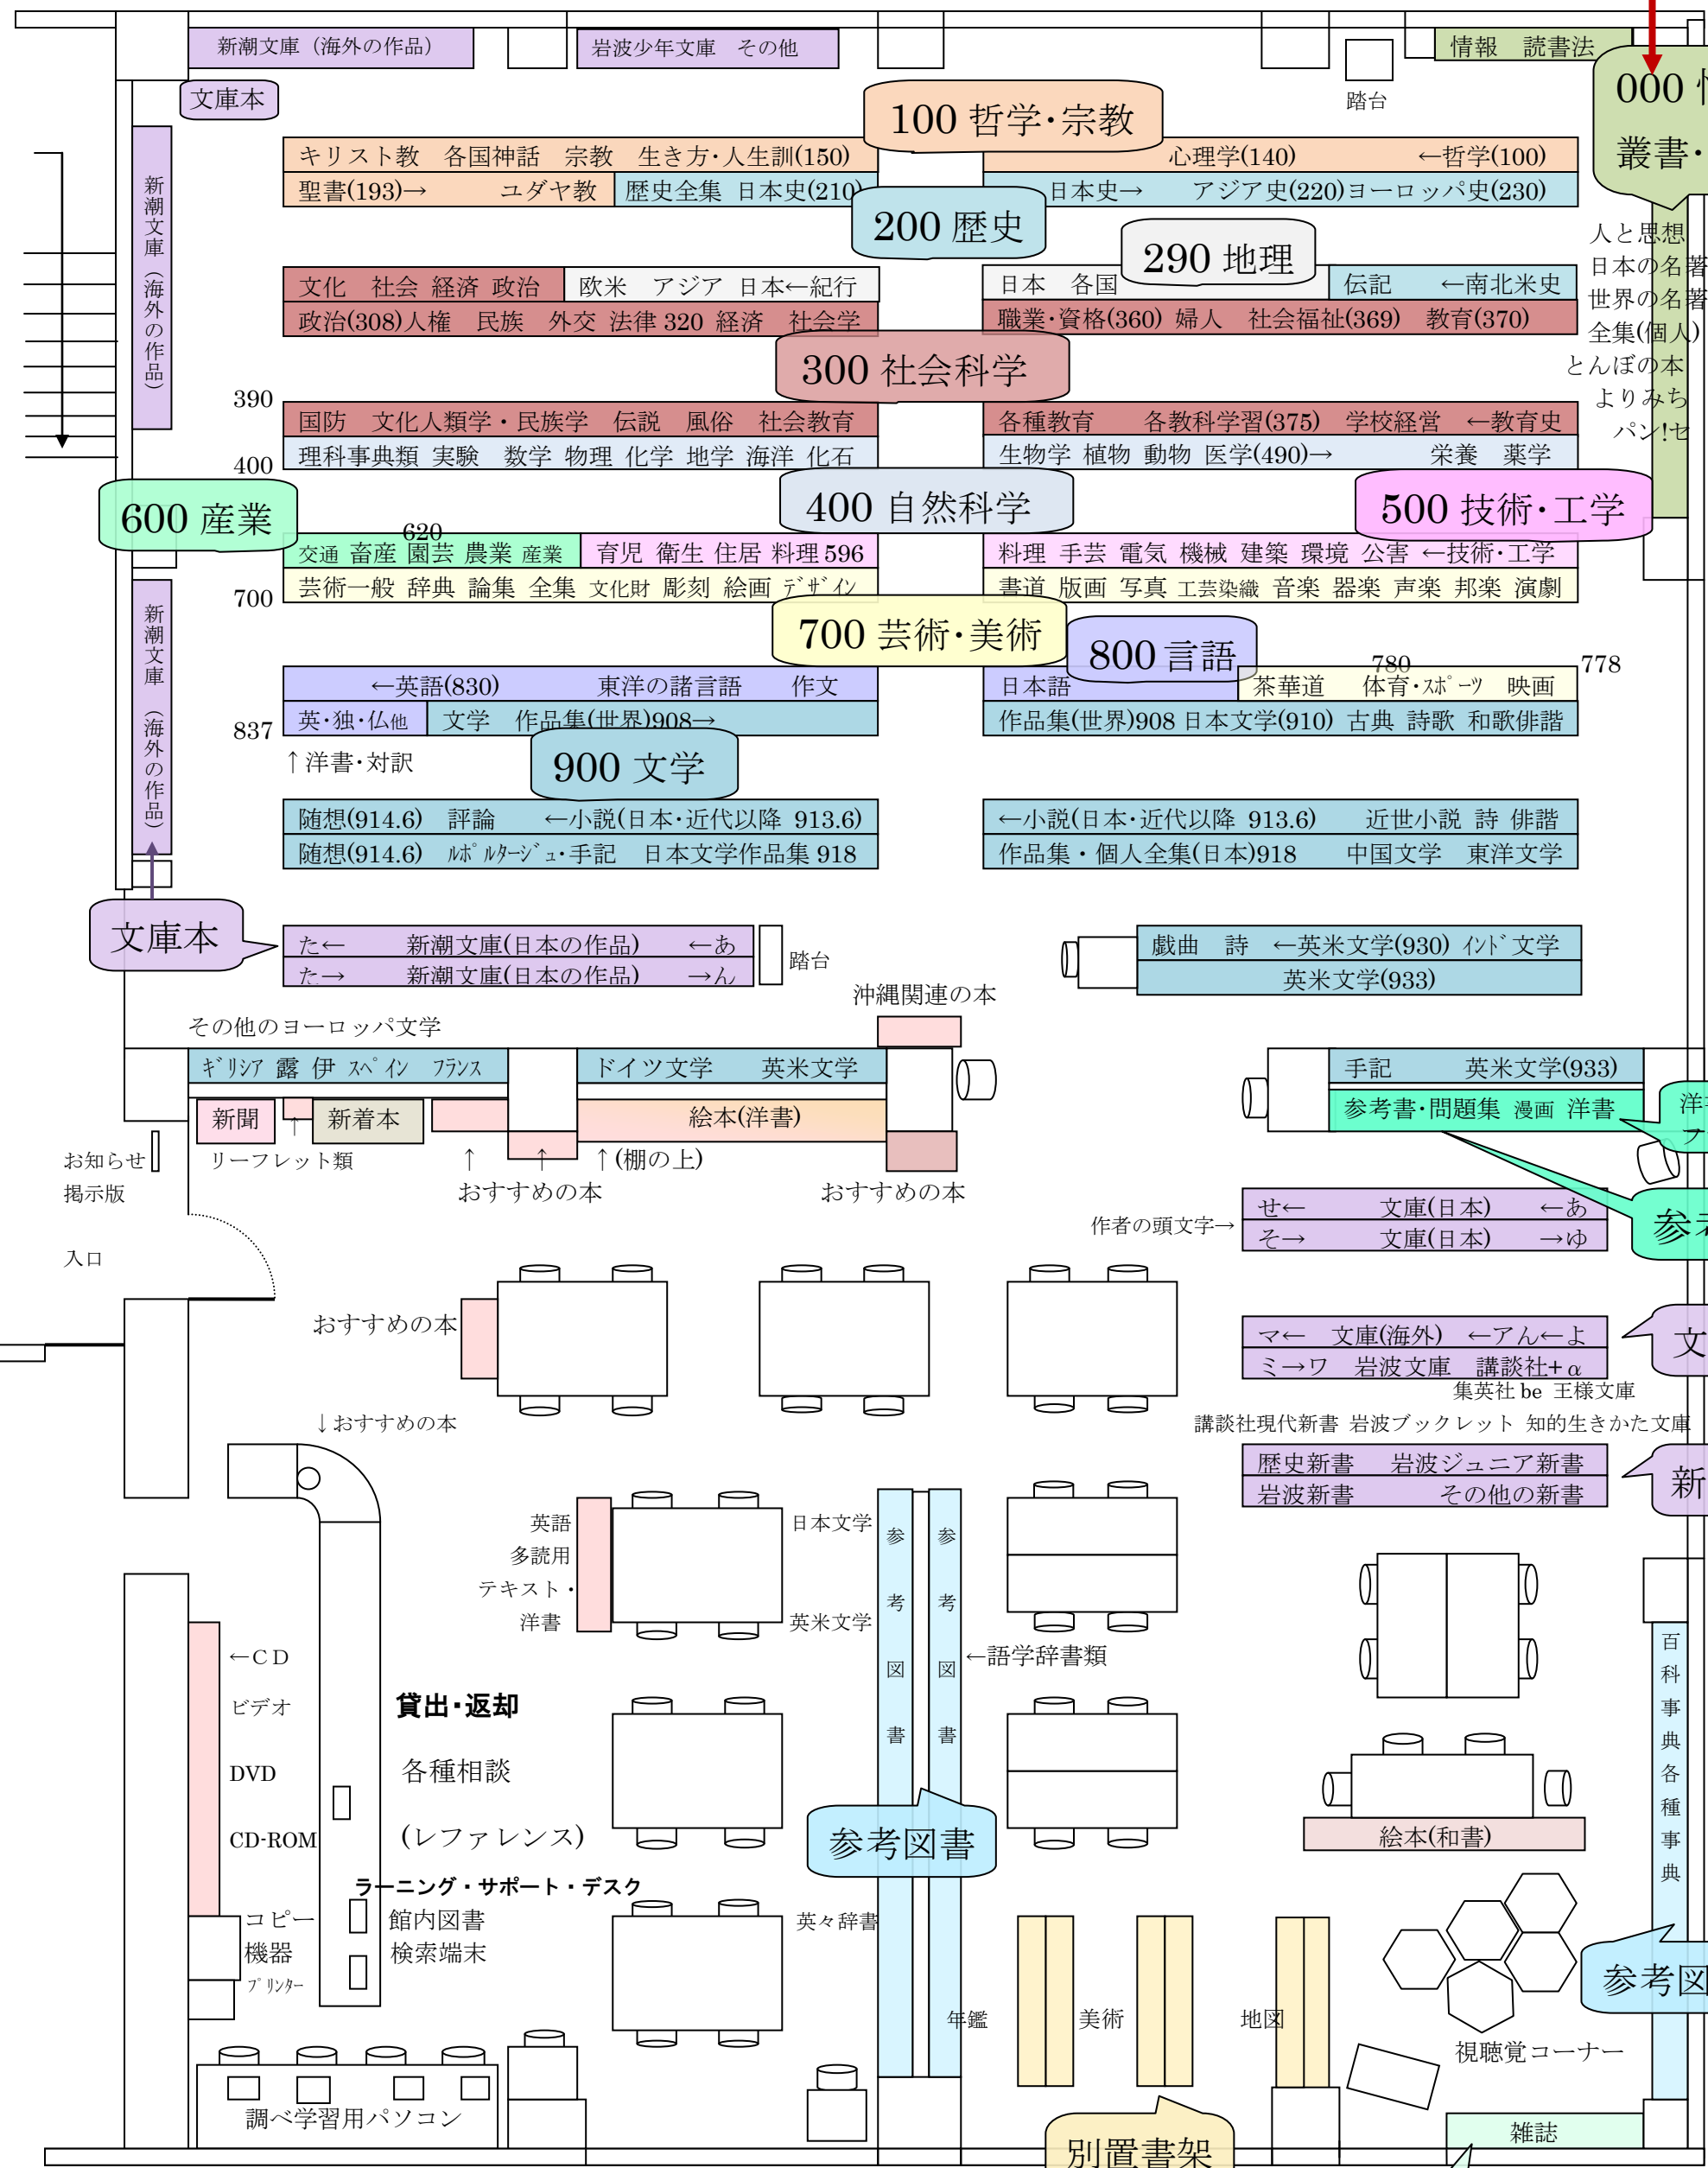 新潮文庫（海外の作品）
岩波少年文庫　その他
情報　読書法
文庫本
踏台
000
叢書・
100 哲学・宗教
キリスト教　各国神話　宗教　生き方・人生訓(150)
心理学(140)　←哲学(100)
聖書(193)→　ユダヤ教
歴史全集 日本史(210)
日本史→　アジア史(220)ヨーロッパ史(230)
200 歴史
290 地理
新潮文庫（海外の作品）
人と思想
日本の名著
世界の名著
全集(個人)
とんぼの本
よりみち
パン!セ
文化　社会 経済 政治
欧米　アジア 日本←紀行
日本　各国
伝記　←南北米史
政治(308)人権　民族　外交 法律 320 経済　社会学
職業・資格(360) 婦人　社会福祉(369)　教育(370)
300 社会科学
390
国防　文化人類学・民族学　伝説　風俗　社会教育
各種教育　各教科学習(375)　学校経営　←教育史
理科事典類 実験　数学 物理 化学 地学 海洋 化石
生物学 植物 動物 医学(490)→　栄養　薬学
400
600 産業
400 自然科学
500 技術・工学
620
交通 畜産 園芸 農業 産業
育児 衛生 住居 料理 596
料理 手芸 電気 機械 建築 環境 公害 ←技術・工学
芸術一般 辞典 論集 全集 文化財 彫刻 絵画 ﾃﾞｻﾞｲﾝ
書道 版画 写真 工芸染織 音楽 器楽 声楽 邦楽 演劇
700
新潮文庫（海外の作品）
700 芸術・美術
800 言語
780
778
←英語(830)　東洋の諸言語　作文
日本語
茶華道　体育・ｽﾎﾟｰﾂ　映画
英・独・仏他
文学　作品集(世界)908→
作品集(世界)908 日本文学(910) 古典 詩歌 和歌俳諧
837
↑洋書・対訳
900 文学
随想(914.6)　評論　←小説(日本・近代以降 913.6)
←小説(日本・近代以降 913.6)　近世小説 詩 俳諧
随想(914.6)　ﾙﾎﾟﾙﾀｰｼﾞｭ・手記　日本文学作品集 918
作品集・個人全集(日本)918　中国文学　東洋文学
文庫本
た←　新潮文庫(日本の作品)　←あ
た→　新潮文庫(日本の作品)　→ん
踏台
戯曲　詩　←英米文学(930) ｲﾝﾄﾞ文学
英米文学(933)
沖縄関連の本
その他のヨーロッパ文学
ｷﾞﾘｼｱ 露 伊 ｽﾍﾟｲﾝ ﾌﾗﾝｽ
ドイツ文学　英米文学
手記　英米文学(933)
新聞
↑
新着本
絵本(洋書)
参考書・問題集 漫画 洋書
お知らせ
掲示版
リーフレット類
↑
↑
↑(棚の上)
おすすめの本
おすすめの本
作者の頭文字→
せ←　文庫(日本)　←あ
そ→　文庫(日本)　→ゆ
入口
おすすめの本
マ←　文庫(海外)　←アん←よ
ミ→ワ　岩波文庫　講談社+α
集英社 be 王様文庫
↓おすすめの本
講談社現代新書 岩波ブックレット 知的生きかた文庫
歴史新書　岩波ジュニア新書
岩波新書　その他の新書
英語
多読用
テキスト・
洋書
日本文学
英米文学
参考図書
参考図書
←語学辞書類
百科事典各種事典
←ＣＤ
ビデオ
DVD
CD-ROM
貸出・返却
各種相談
(レファレンス)
ラーニング・サポート・デスク
参考図書
絵本(和書)
コピー
機器
ﾌﾟﾘﾝﾀｰ
館内図書
検索端末
英々辞書
年鑑
美術
地図
視聴覚コーナー
調べ学習用パソコン
別置書架
雑誌